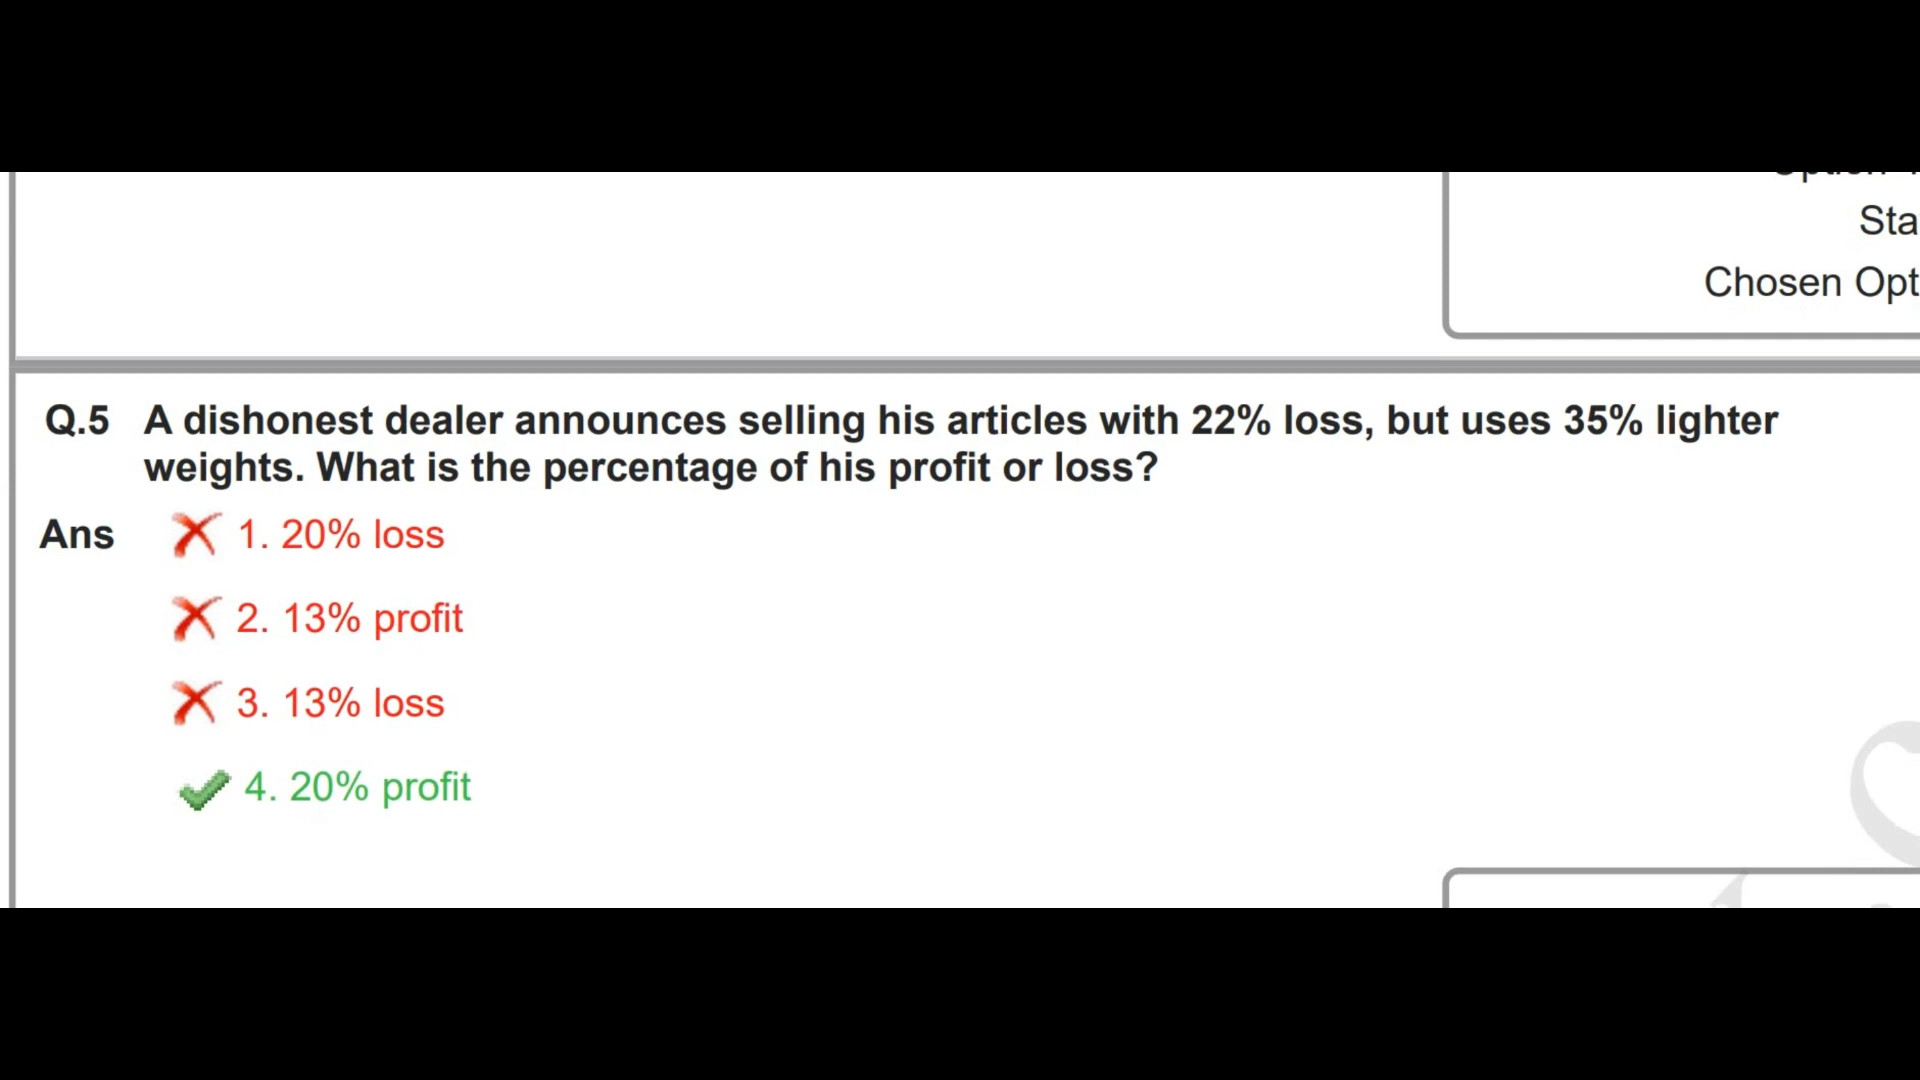 Sta
Chosen Opt
Q.5 A dishonest dealer announces selling his articles with 22% loss, but uses 35% lighter
weights. What is the percentage of his profit or loss?
Ans 1. 20% loss
2. 13% profit
3. 13% loss
4. 20% profit